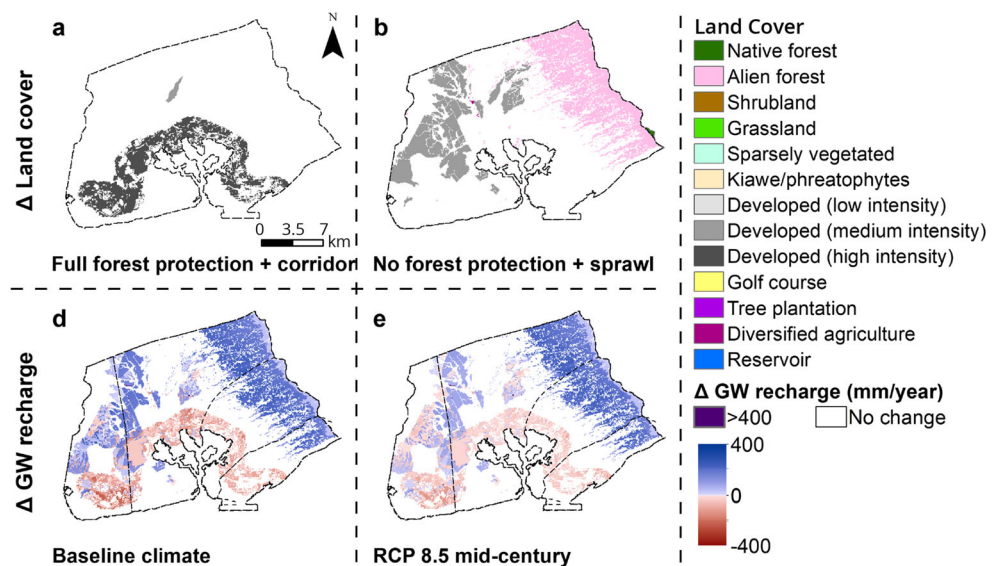 a
N
b
Δ Land cover
0 3.5 7
km
Full forest protection + corridor
No forest protection + sprawl
d
e
Δ GW recharge
Baseline climate
RCP 8.5 mid-century
Land Cover
Native forest
Alien forest
Shrubland
Grassland
Sparsely vegetated
Kiawe/phreatophytes
Developed (low intensity)
Developed (medium intensity)
Developed (high intensity)
Golf course
Tree plantation
Diversified agriculture
Reservoir
Δ GW recharge (mm/year)
>400 No change
400
0
-400